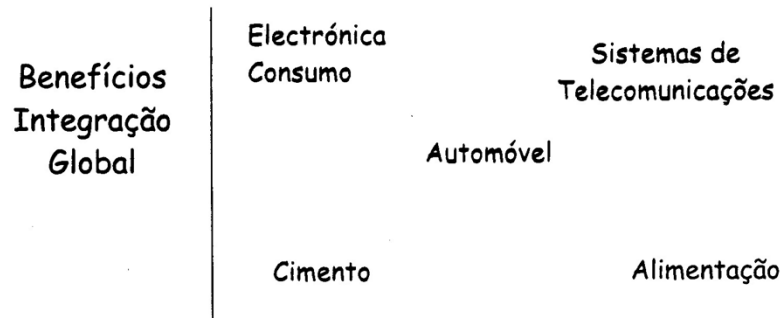 Benefícios
Integração
Global
Electrónica
Consumo
Sistemas de
Telecomunicações
Automóvel
Cimento
Alimentação